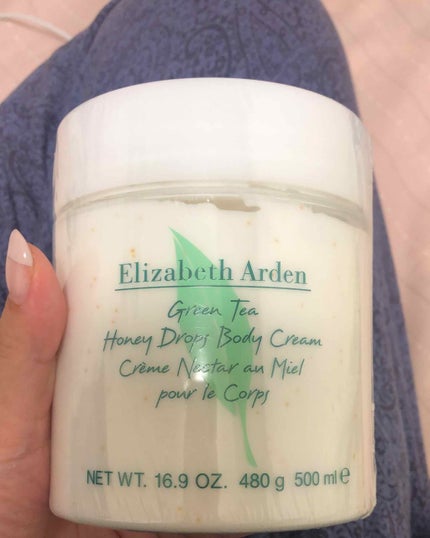 Elizabeth Arden
Green Tea
Honey Drops Body Cream
Crème Nectar au Miel
pour le Corps
NET WT. 16.9 OZ. 480 g 500 ml ℮